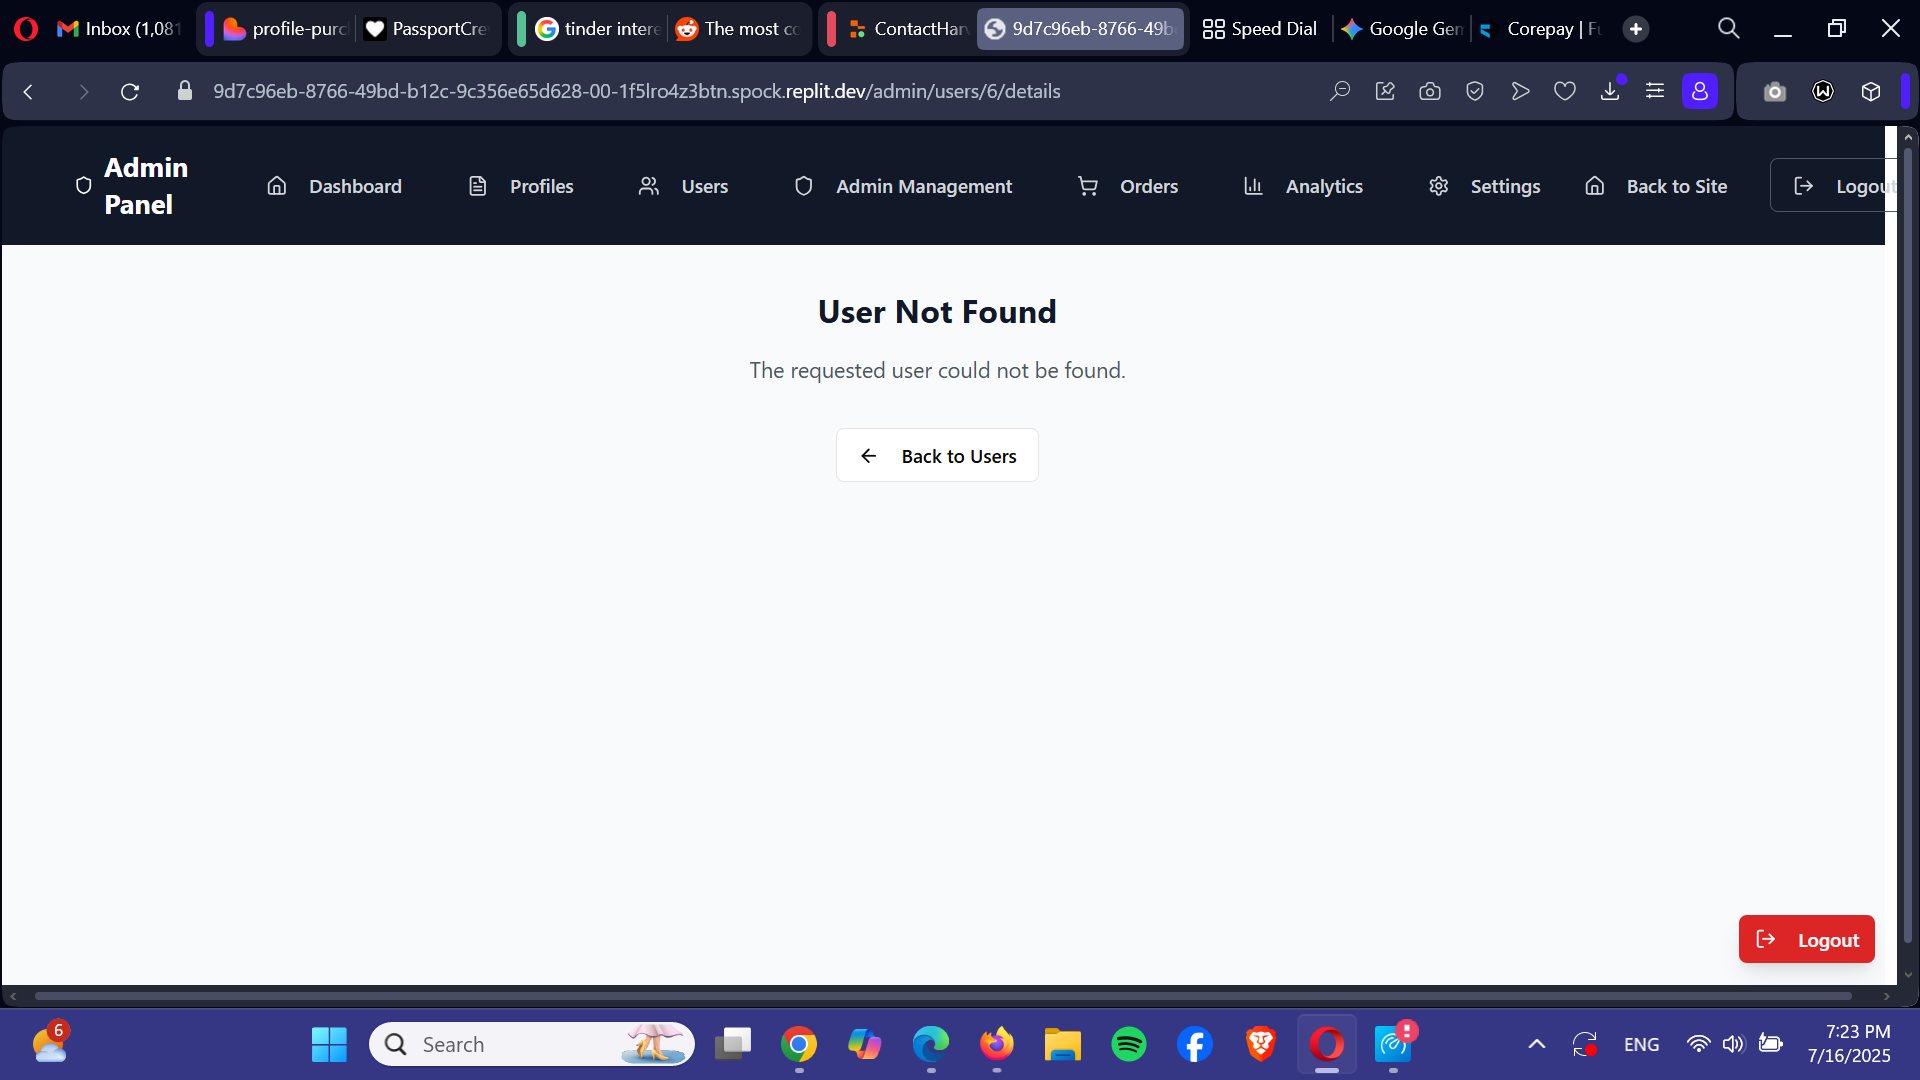 Inbox (1,081
profile-purc
PassportCre
tinder intere
The most co
ContactHarv
9d7c96eb-8766-49b
Speed Dial
Google Gem
Corepay | Fu
9d7c96eb-8766-49bd-b12c-9c356e65d628-00-1f5lro4z3btn.spock.replit.dev/admin/users/6/details
Admin
Panel
Dashboard
Profiles
Users
Admin Management
Orders
Analytics
Settings
Back to Site
Logout
User Not Found
The requested user could not be found.
Back to Users
Logout
6
Search
ENG
7:23 PM
7/16/2025